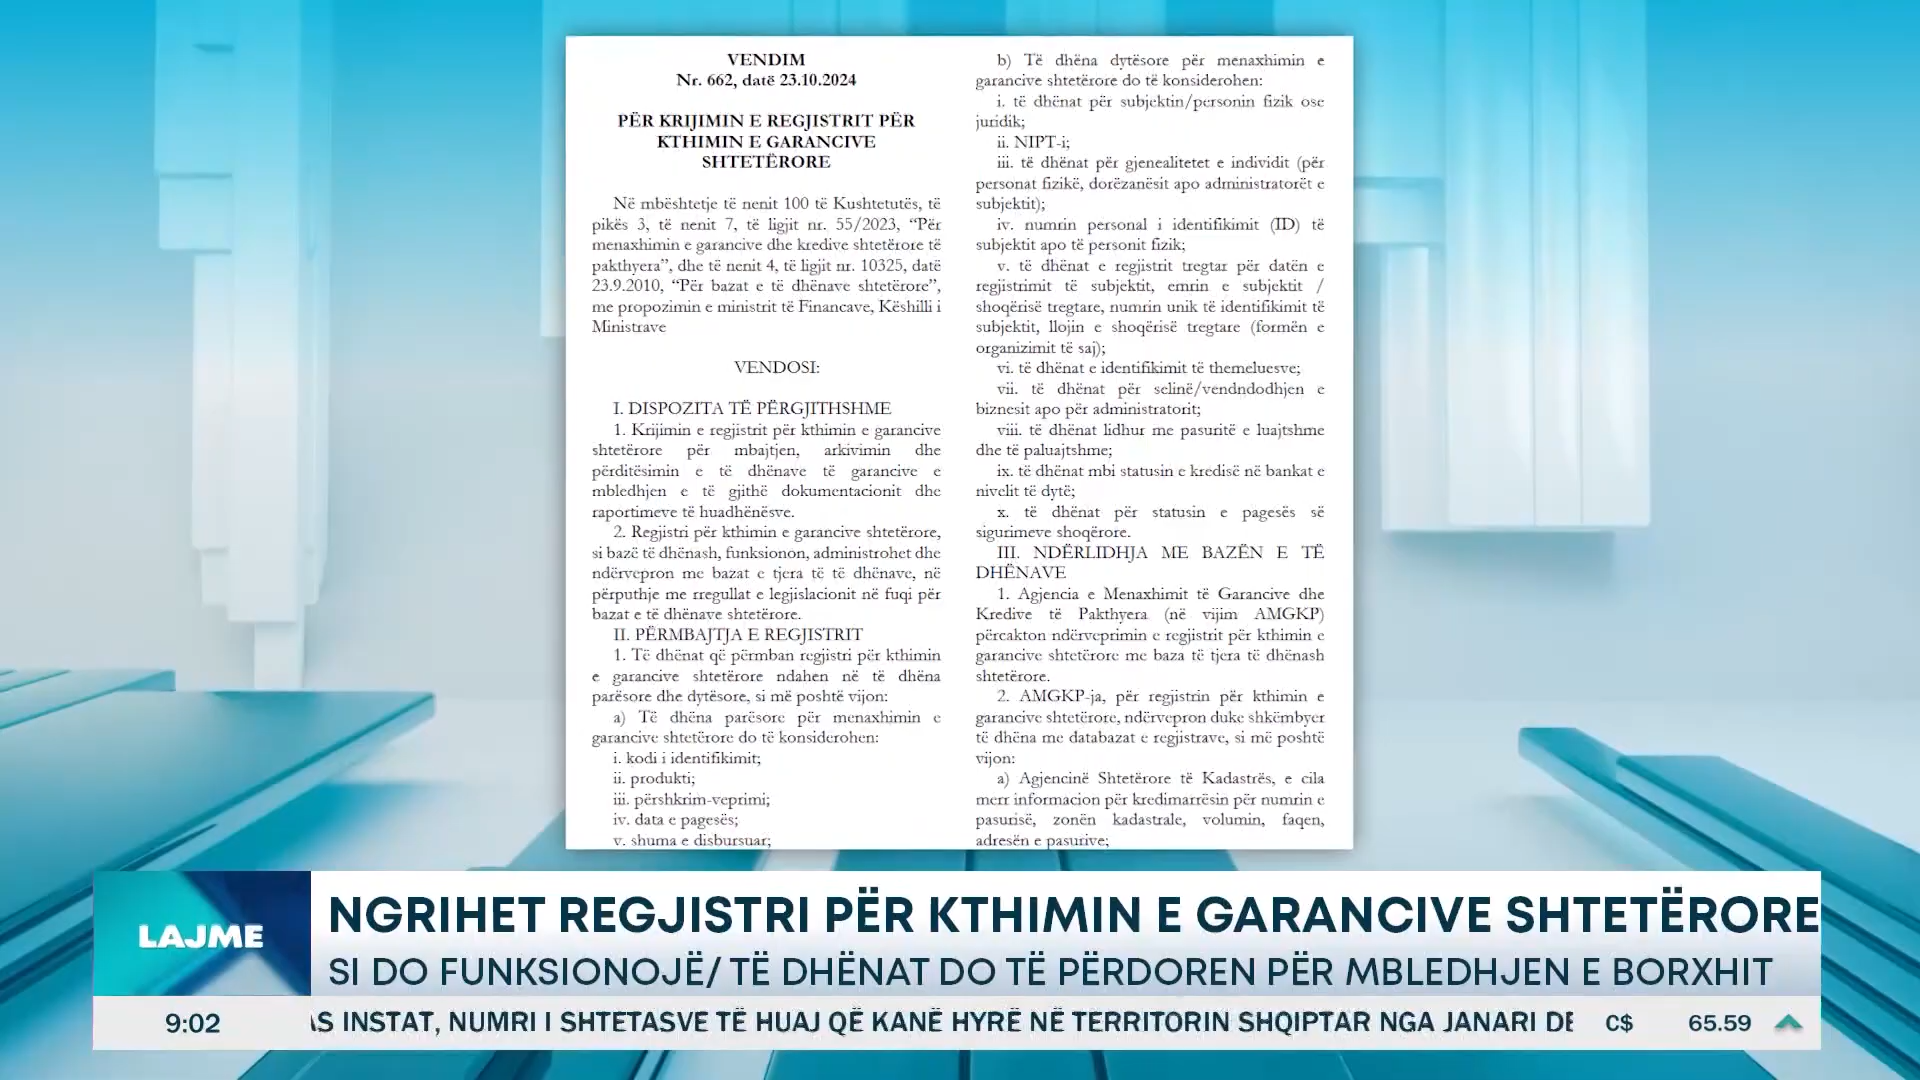 VENDIM
Nr. 662, datë 23.10.2024
PËR KRIJIMIN E REGJISTRIT PËR
KTHIMIN E GARANCIVE
SHTETËRORE
Në mbështetje të nenit 100 të Kushtetutës, të
pikës 3, të nenit 7, të ligjit nr. 55/2023, “Për
menaxhimin e garancive dhe kredive shtetërore të
pakthyera”, dhe të nenit 4, të ligjit nr. 10325, datë
23.9.2010, “Për bazat e të dhënave shtetërore”,
me propozimin e ministrit të Financave, Këshilli i
Ministrave
VENDOSI:
I. DISPOZITA TË PËRGJITHSHME
1. Krijimin e regjistrit për kthimin e garancive
shtetërore për mbajtjen, arkivimin dhe
përditësimin e të dhënave të garancive e
mbledhjen e të gjithë dokumentacionit dhe
raportimeve të huadhënësve.
2. Regjistri për kthimin e garancive shtetërore,
si bazë të dhënash, funksionon, administrohet dhe
ndërvepron me bazat e tjera të të dhënave, në
përputhje me rregullat e legjislacionit në fuqi për
bazat e të dhënave shtetërore.
II. PËRMBAJTJA E REGJISTRIT
1. Të dhënat që përmban regjistri për kthimin
e garancive shtetërore ndahen në të dhëna
parësore dhe dytësore, si më poshtë vijon:
a) Të dhëna parësore për menaxhimin e
garancive shtetërore do të konsiderohen:
i. kodi i identifikimit;
ii. produkti;
iii. përshkrim-veprimi;
iv. data e pagesës;
v. shuma e disbursuar;
b) Të dhëna dytësore për menaxhimin e
garancive shtetërore do të konsiderohen:
i. të dhënat për subjektin/personin fizik ose
juridik;
ii. NIPT-i;
iii. të dhënat për gjenealitetet e individit (për
personat fizikë, dorëzanësit apo administratorët e
subjektit);
iv. numrin personal i identifikimit (ID) të
subjektit apo të personit fizik;
v. të dhënat e regjistrit tregtar për datën e
regjistrimit të subjektit, emrin e subjektit /
shoqërisë tregtare, numrin unik të identifikimit të
subjektit, llojin e shoqërisë tregtare (formën e
organizimit të saj);
vi. të dhënat e identifikimit të themeluesve;
vii. të dhënat për selinë/vendndodhjen e
biznesit apo për administratorit;
viii. të dhënat lidhur me pasuritë e luajtshme
dhe të paluajtshme;
ix. të dhënat mbi statusin e kredisë në bankat e
nivelit të dytë;
x. të dhënat për statusin e pagesës së
sigurimeve shoqërore.
III. NDËRLIDHJA ME BAZËN E TË
DHËNAVE
1. Agjencia e Menaxhimit të Garancive dhe
Kredive të Pakthyera (në vijim AMGKP)
përcakton ndërveprimin e regjistrit për kthimin e
garancive shtetërore me baza të tjera të dhënash
shtetërore.
2. AMGKP-ja, për regjistrin për kthimin e
garancive shtetërore, ndërvepron duke shkëmbyer
të dhëna me databazat e regjistrave, si më poshtë
vijon:
a) Agjencinë Shtetërore të Kadastrës, e cila
merr informacion për kredimarrësin për numrin e
pasurisë, zonën kadastrale, volumin, faqen,
adresën e pasurive;
LAJME
NGRIHET REGJISTRI PËR KTHIMIN E GARANCIVE SHTETËRORE
SI DO FUNKSIONOJË/ TË DHËNAT DO TË PËRDOREN PËR MBLEDHJEN E BORXHIT
9:02
AS INSTAT, NUMRI I SHTETASVE TË HUAJ QË KANË HYRË NË TERRITORIN SHQIPTAR NGA JANARI
C$ 65.59